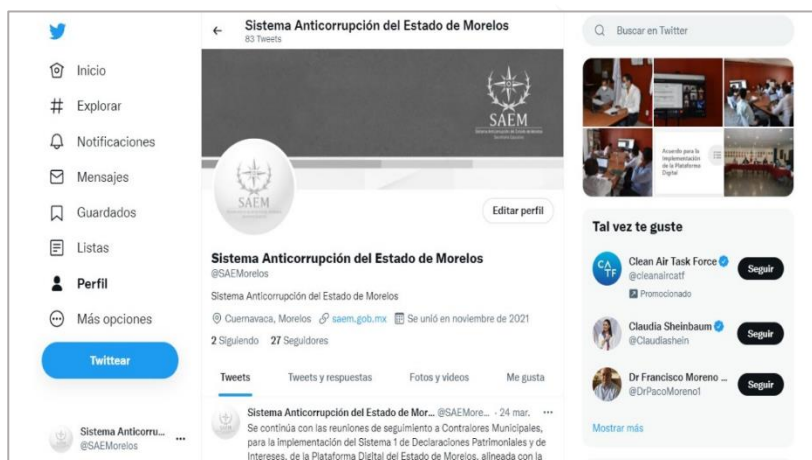 Inicio
Explorar
Notificaciones
Mensajes
Guardados
Listas
Perfil
Más opciones
Twittear
Sistema Anticorru...
@SAEMorelos
Sistema Anticorrupción del Estado de Morelos
83 Tweets
SAEM
SAEM
Editar perfil
Sistema Anticorrupción del Estado de Morelos
@SAEMorelos
Sistema Anticorrupción del Estado de Morelos
Cuernavaca, Morelos saem.gob.mx Se unió en noviembre de 2021
2 Siguiendo 27 Seguidores
Tweets Tweets y respuestas Fotos y videos Me gusta
Sistema Anticorrupción del Estado de Mor... @SAEMore... · 24 mar.
Se continúa con las reuniones de seguimiento a Contralores Municipales,
para la implementación del Sistema 1 de Declaraciones Patrimoniales y de
Intereses, de la Plataforma Digital del Estado de Morelos, alineada con la
Buscar en Twitter
Acuerdo para la
Implementación
de la Plataforma
Digital
Tal vez te guste
CATF
Clean Air Task Force
@cleanaircatf
Promocionado
Seguir
Claudia Sheinbaum
@Claudiashein
Seguir
Dr Francisco Moreno ...
@DrPacoMoreno1
Seguir
Mostrar más